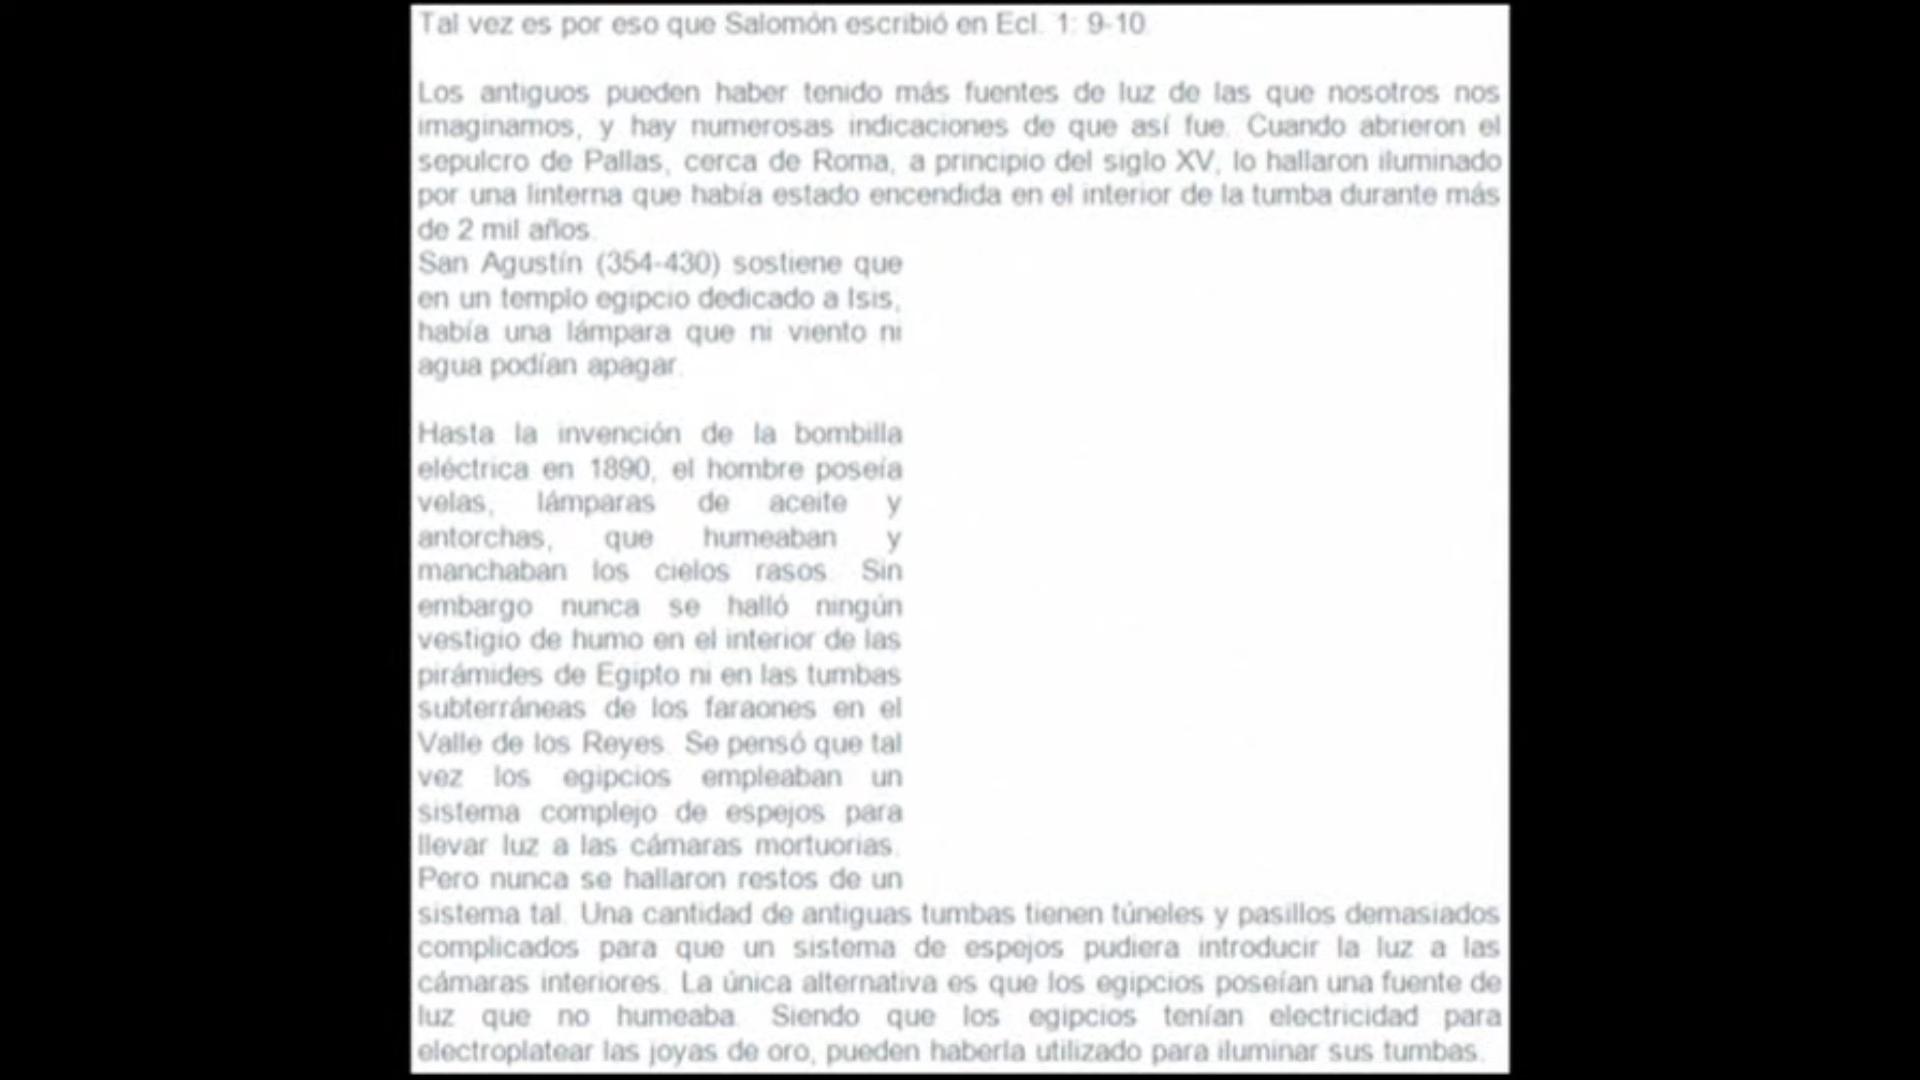 Tal vez es por eso que Salomón escribió en Ecl. 1: 9-10.
Los antiguos pueden haber tenido más fuentes de luz de las que nosotros nos
imaginamos, y hay numerosas indicaciones de que así fue. Cuando abrieron el
sepulcro de Pallas, cerca de Roma, a principio del siglo XV, lo hallaron iluminado
por una linterna que había estado encendida en el interior de la tumba durante más
de 2 mil años.
San Agustín (354-430) sostiene que
en un templo egipcio dedicado a Isis,
había una lámpara que ni viento ni
agua podían apagar.
Hasta la invención de la bombilla
eléctrica en 1890, el hombre poseía
velas, lámparas de aceite y
antorchas, que humeaban y
manchaban los cielos rasos. Sin
embargo nunca se halló ningún
vestigio de humo en el interior de las
pirámides de Egipto ni en las tumbas
subterráneas de los faraones en el
Valle de los Reyes. Se pensó que tal
vez los egipcios empleaban un
sistema complejo de espejos para
llevar luz a las cámaras mortuorias.
Pero nunca se hallaron restos de un
sistema tal. Una cantidad de antiguas tumbas tienen túneles y pasillos demasiados
complicados para que un sistema de espejos pudiera introducir la luz a las
cámaras interiores. La única alternativa es que los egipcios poseían una fuente de
luz que no humeaba. Siendo que los egipcios tenían electricidad para
electroplatear las joyas de oro, pueden haberla utilizado para iluminar sus tumbas.